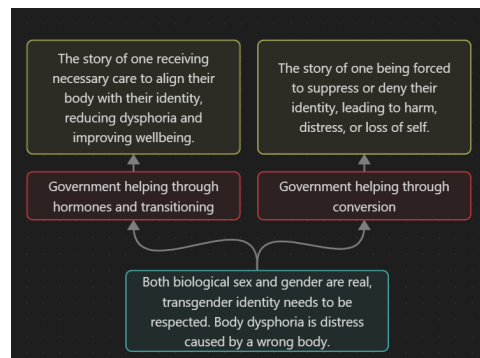 The story of one receiving
necessary care to align their
body with their identity,
reducing dysphoria and
improving wellbeing.
The story of one being forced
to suppress or deny their
identity, leading to harm,
distress, or loss of self.
Government helping through
hormones and transitioning
Government helping through
conversion
Both biological sex and gender are real,
transgender identity needs to be
respected. Body dysphoria is distress
caused by a wrong body.